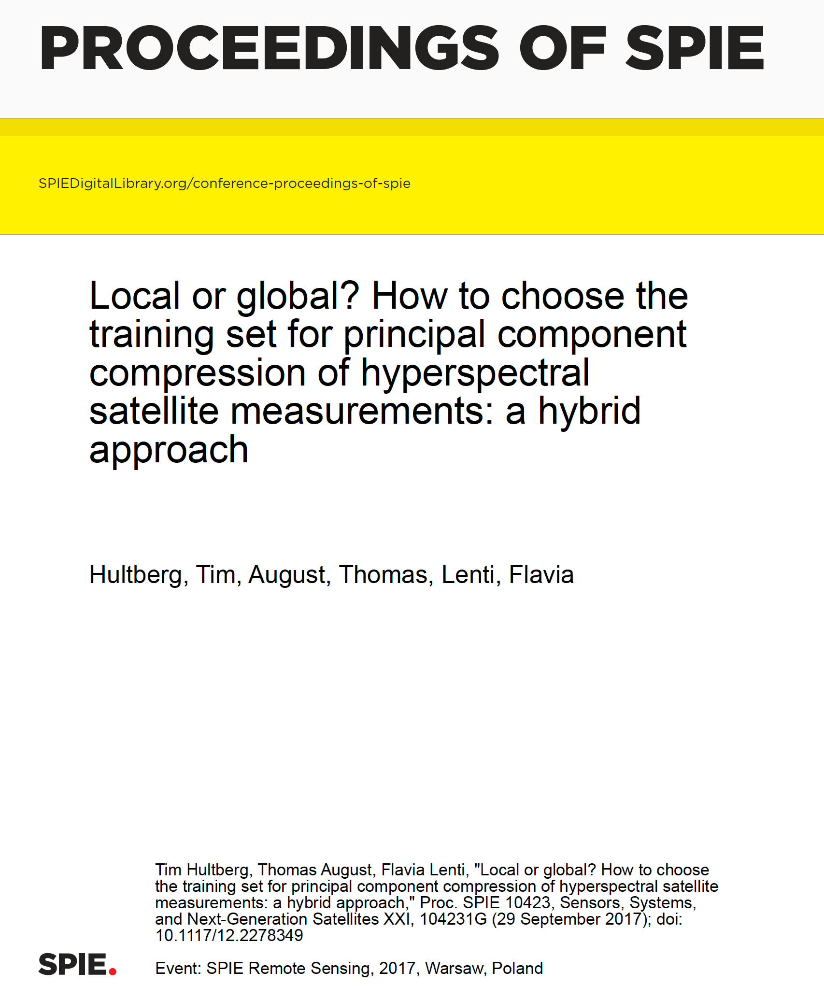 PROCEEDINGS OF SPIE
SPIEDigitalLibrary.org/conference-proceedings-of-spie
Local or global? How to choose the
training set for principal component
compression of hyperspectral
satellite measurements: a hybrid
approach
Hultberg, Tim, August, Thomas, Lenti, Flavia
Tim Hultberg, Thomas August, Flavia Lenti, "Local or global? How to choose
the training set for principal component compression of hyperspectral satellite
measurements: a hybrid approach," Proc. SPIE 10423, Sensors, Systems,
and Next-Generation Satellites XXI, 104231G (29 September 2017); doi:
10.1117/12.2278349
SPIE.
Event: SPIE Remote Sensing, 2017, Warsaw, Poland